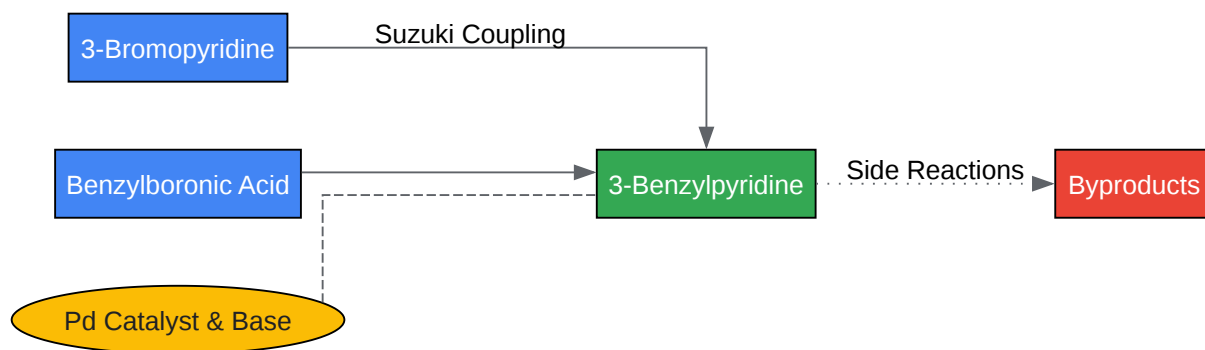 3-Bromopyridine
Suzuki Coupling
Benzylboronic Acid
3-Benzylpyridine
Side Reactions
Byproducts
Pd Catalyst & Base